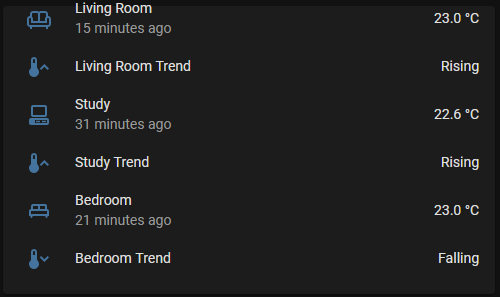 Living Room
23.0 °C
15 minutes ago
Living Room Trend
Rising
Study
22.6 °C
31 minutes ago
Study Trend
Rising
Bedroom
23.0 °C
21 minutes ago
Bedroom Trend
Falling